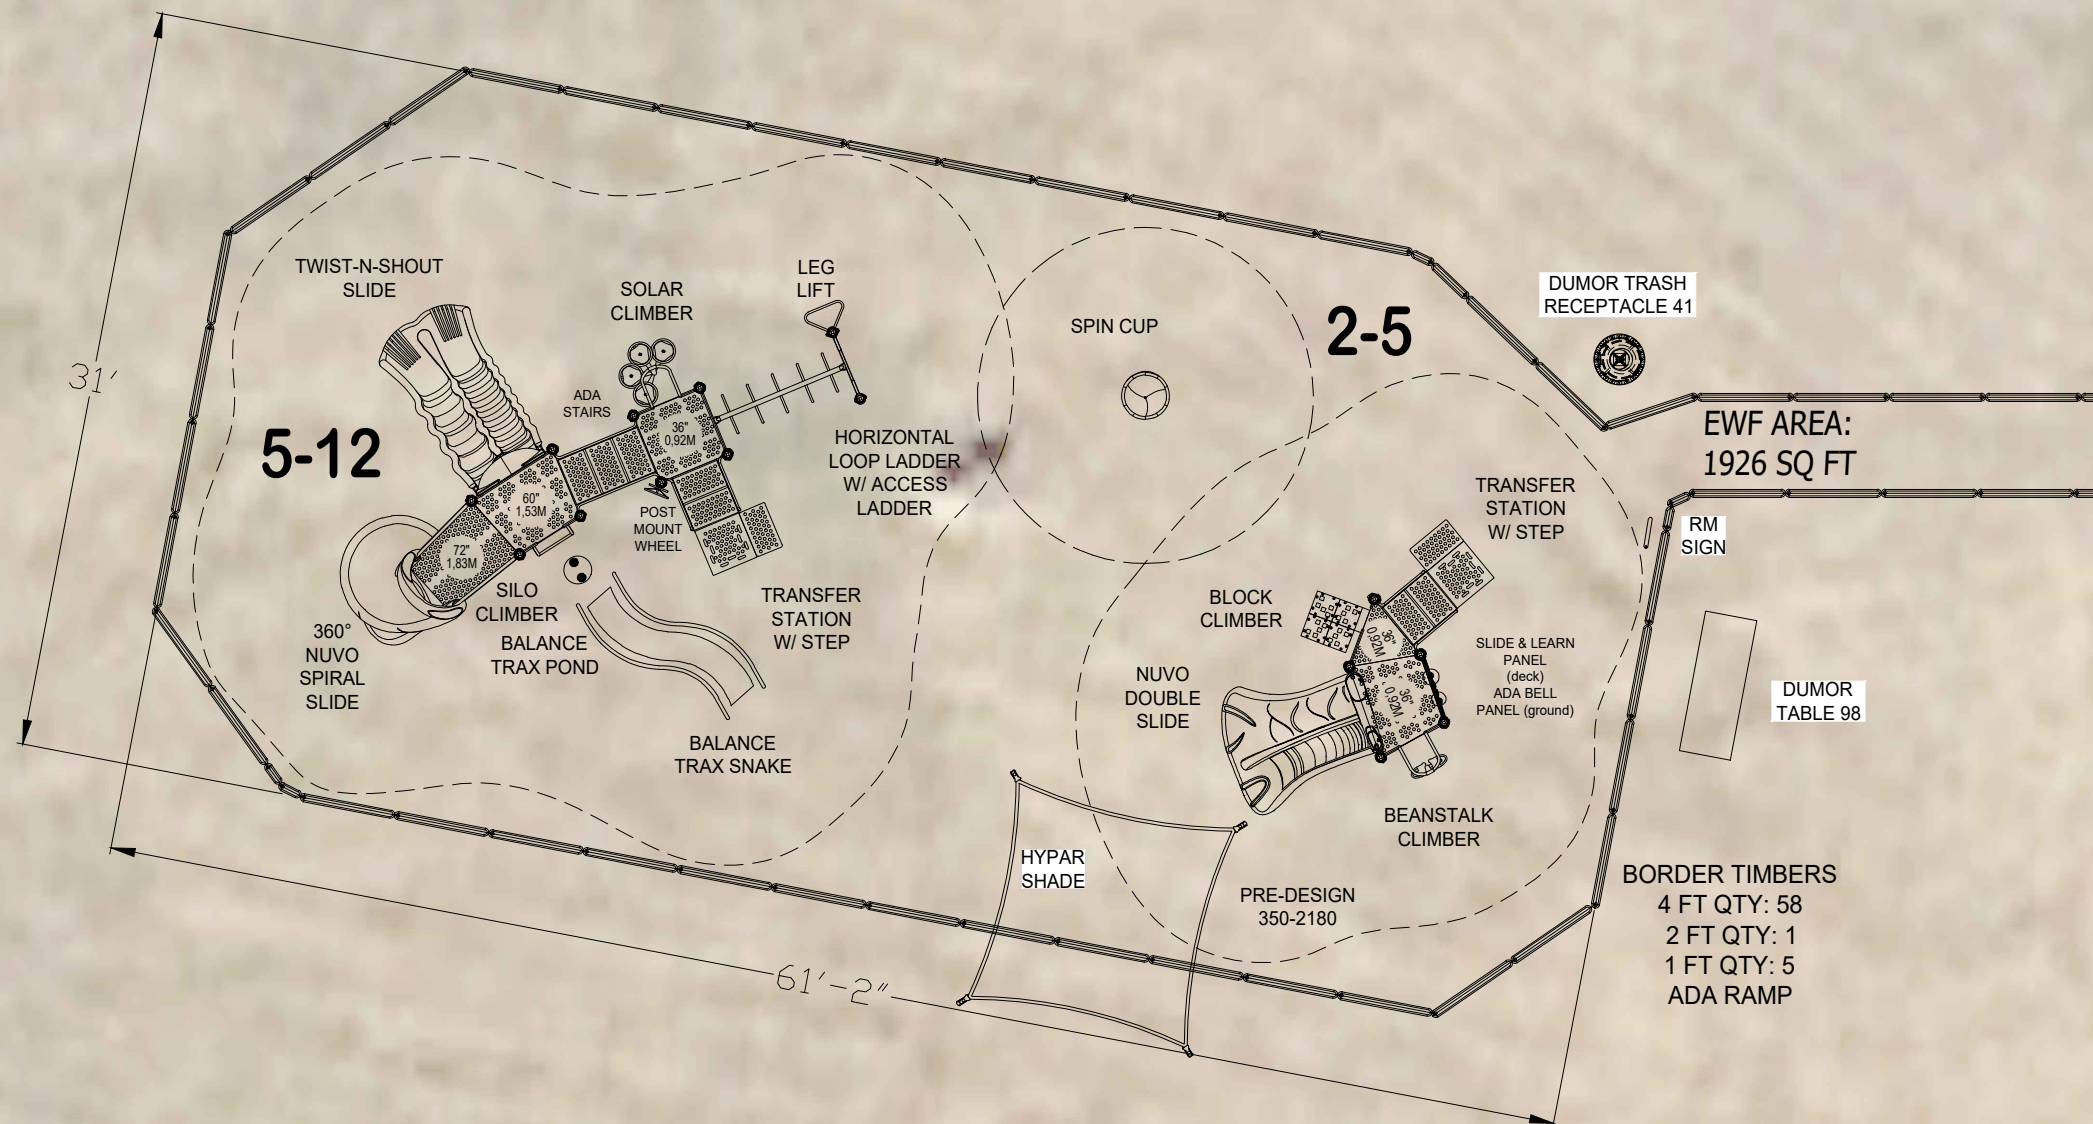 31'
61'-2"
5-12
2-5
TWIST-N-SHOUT
SLIDE
SOLAR
CLIMBER
LEG
LIFT
ADA
STAIRS
36"
0,92M
60"
1,53M
72"
1,83M
POST
MOUNT
WHEEL
HORIZONTAL
LOOP LADDER
W/ ACCESS
LADDER
SILO
CLIMBER
360°
NUVO
SPIRAL
SLIDE
BALANCE
TRAX POND
TRANSFER
STATION
W/ STEP
BALANCE
TRAX SNAKE
SPIN CUP
DUMOR TRASH
RECEPTACLE 41
EWF AREA:
1926 SQ FT
TRANSFER
STATION
W/ STEP
RM
SIGN
BLOCK
CLIMBER
36"
0,92M
36"
0,92M
SLIDE & LEARN
PANEL
(deck)
ADA BELL
PANEL (ground)
NUVO
DOUBLE
SLIDE
DUMOR
TABLE 98
BEANSTALK
CLIMBER
HYPAR
SHADE
PRE-DESIGN
350-2180
BORDER TIMBERS
4 FT QTY: 58
2 FT QTY: 1
1 FT QTY: 5
ADA RAMP